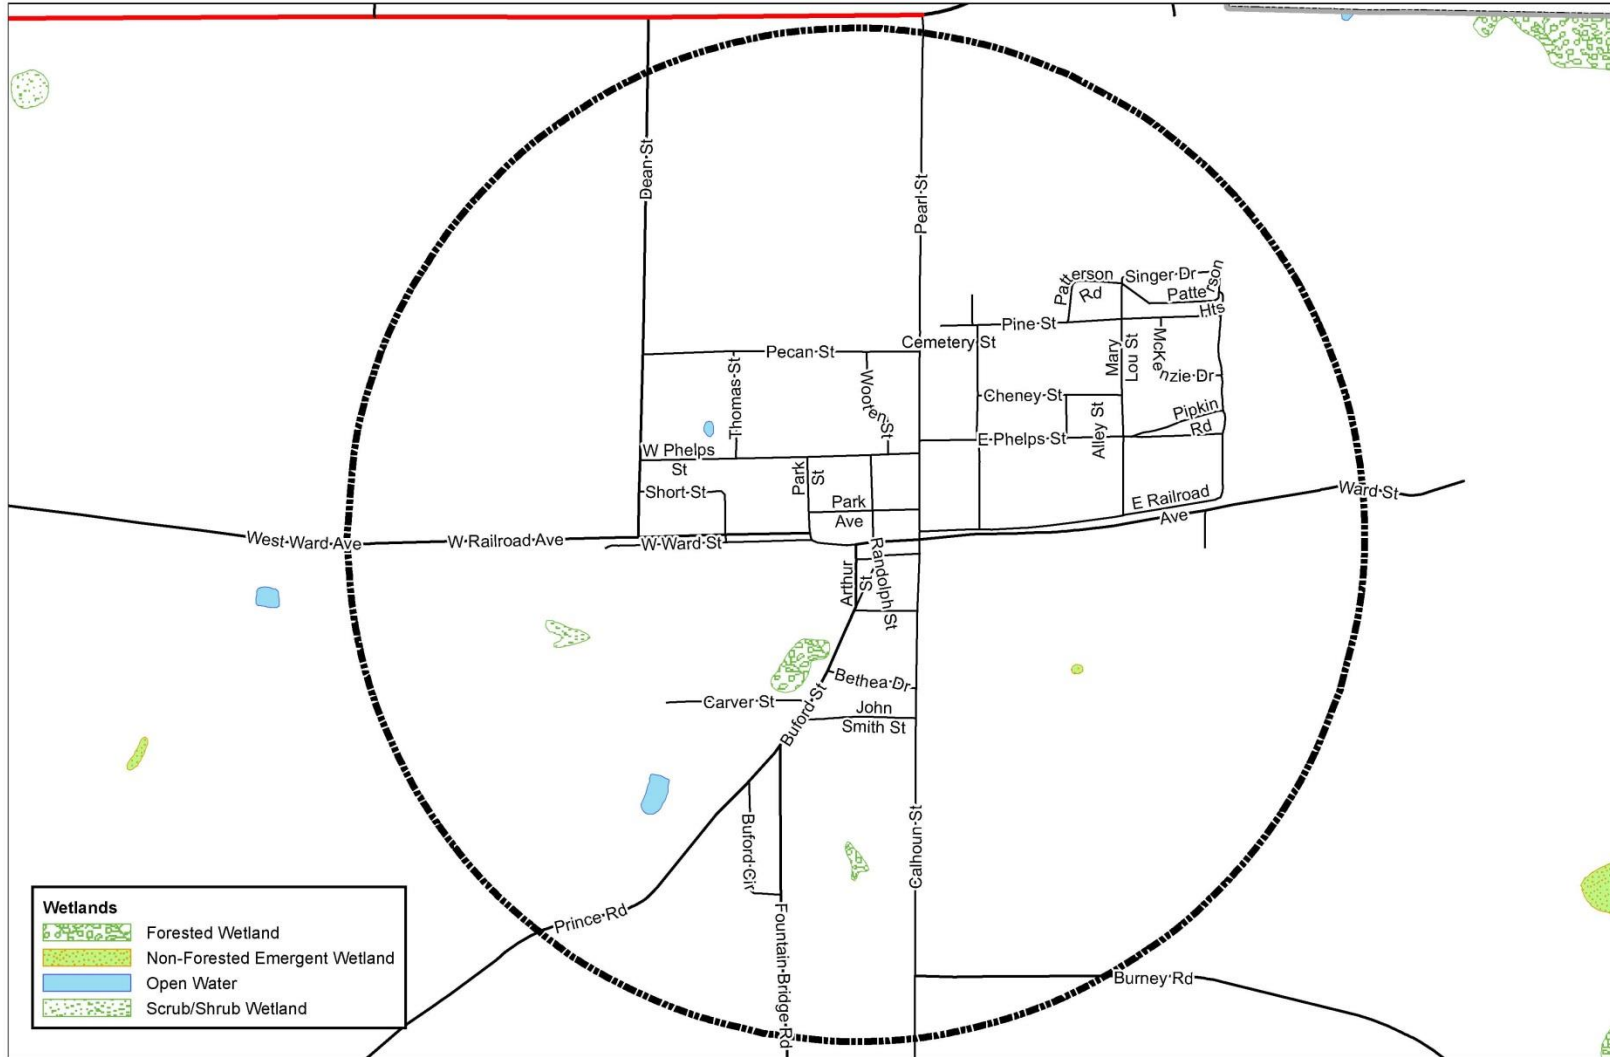 Dean St
Pearl St
Patterson
Rd
Singer Dr
Patterson
Hts
Pine St
Cemetery St
Pecan St
Thomas St
Wooten St
Mary
Lou St
McKenzie Dr
Cheney St
Alley St
Pipkin
Rd
E Phelps St
W Phelps
St
Short St
Park
St
Park
Ave
E Railroad
Ave
Ward St
West Ward Ave
W Railroad Ave
W Ward St
Arthur
St
Randolph St
Bethea Dr
Carver St
John
Smith St
Buford St
Buford Cir
Calhoun St
Prince Rd
Fountain Bridge Rd
Burney Rd
Wetlands
Forested Wetland
Non-Forested Emergent Wetland
Open Water
Scrub/Shrub Wetland